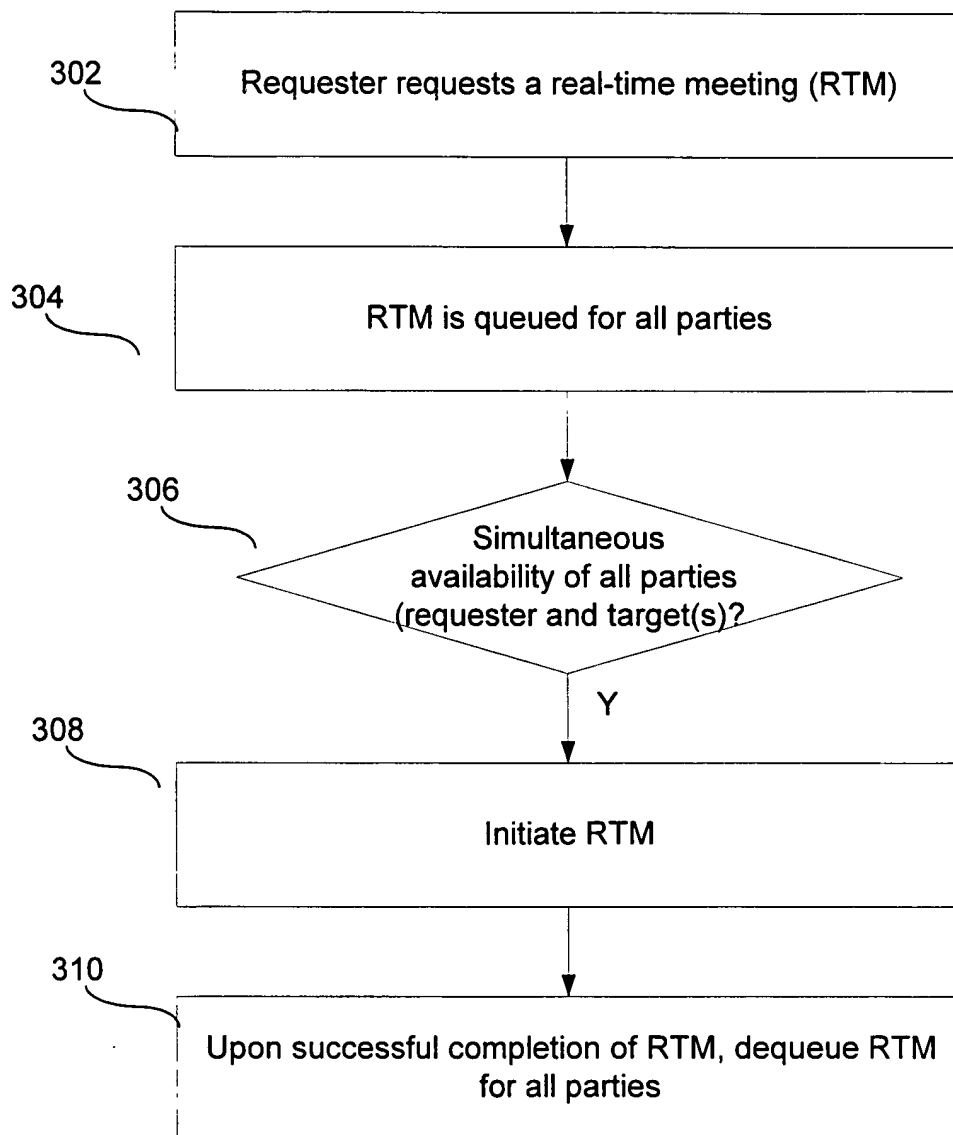 302
Requester requests a real-time meeting (RTM)
304
RTM is queued for all parties
306
Simultaneous
availability of all parties
(requester and target(s)?
Y
308
Initiate RTM
310
Upon successful completion of RTM, dequeue RTM
for all parties